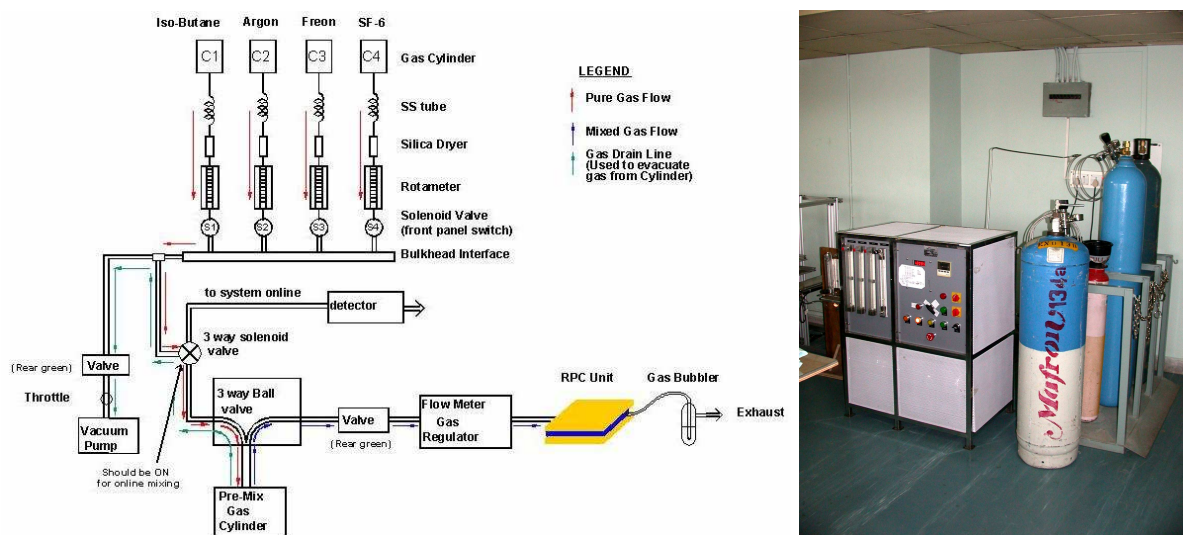 Iso-Butane Argon Freon SF-6
C1 C2 C3 C4
Gas Cylinder
SS tube
Silica Dryer
Rotameter
Solenoid Valve
(front panel switch)
S1 S2 S3 S4
Bulkhead Interface
LEGEND
Pure Gas Flow
Mixed Gas Flow
Gas Drain Line
(Used to evacuate
gas from Cylinder)
to system online
detector
3 way solenoid
valve
(Rear green)
Valve
Throttle
Vacuum
Pump
Should be ON
for online mixing
3 way Ball
valve
Valve
(Rear green)
Flow Meter
Gas
Regulator
RPC Unit
Gas Bubbler
Exhaust
Pre-Mix
Gas
Cylinder
Mafron 134a